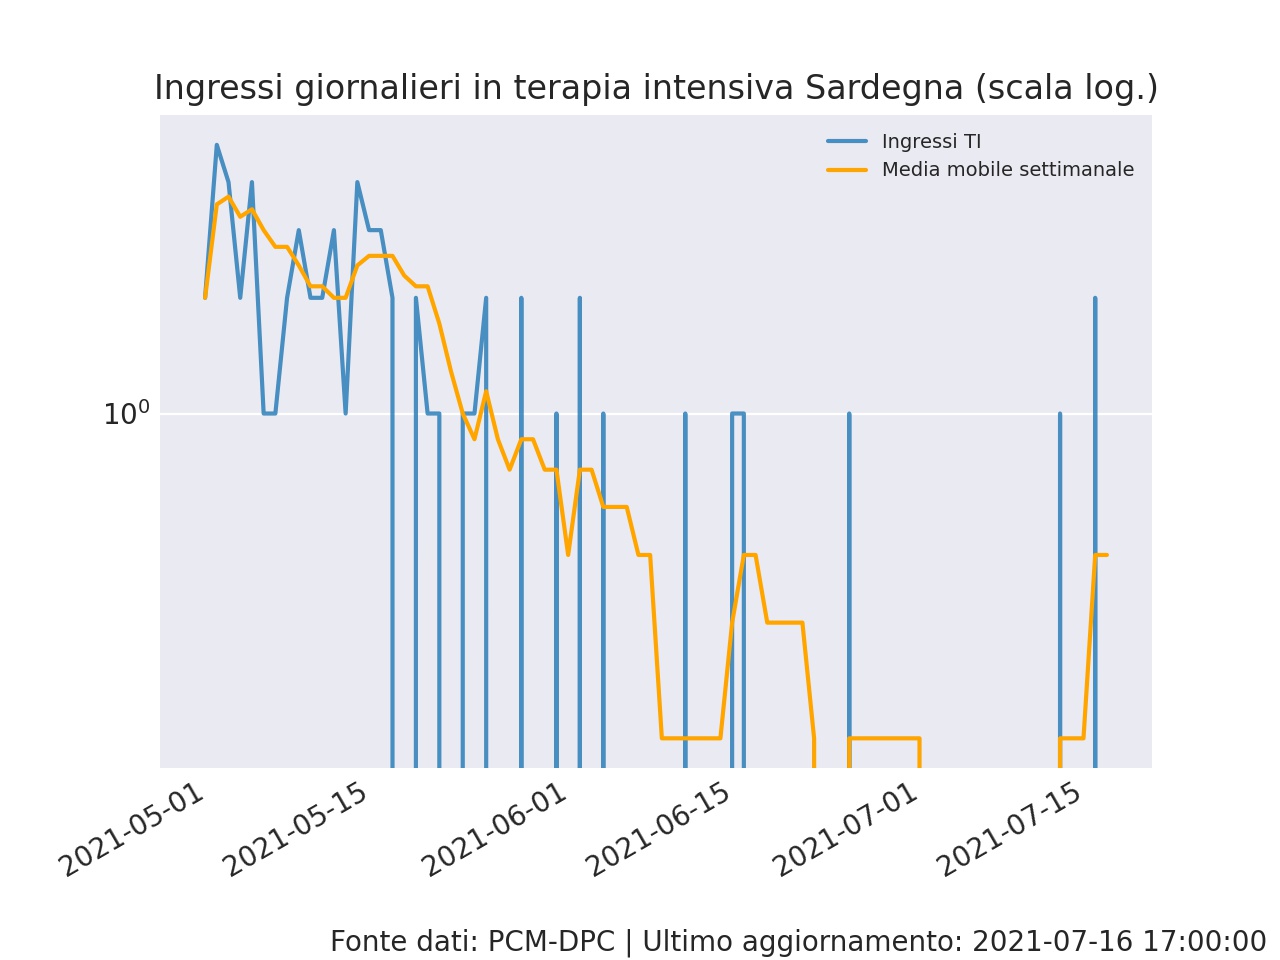 Ingressi giornalieri in terapia intensiva Sardegna (scala log.)
Ingressi TI
Media mobile settimanale
10⁰
2021-05-01
2021-05-15
2021-06-01
2021-06-15
2021-07-01
2021-07-15
Fonte dati: PCM-DPC | Ultimo aggiornamento: 2021-07-16 17:00:00